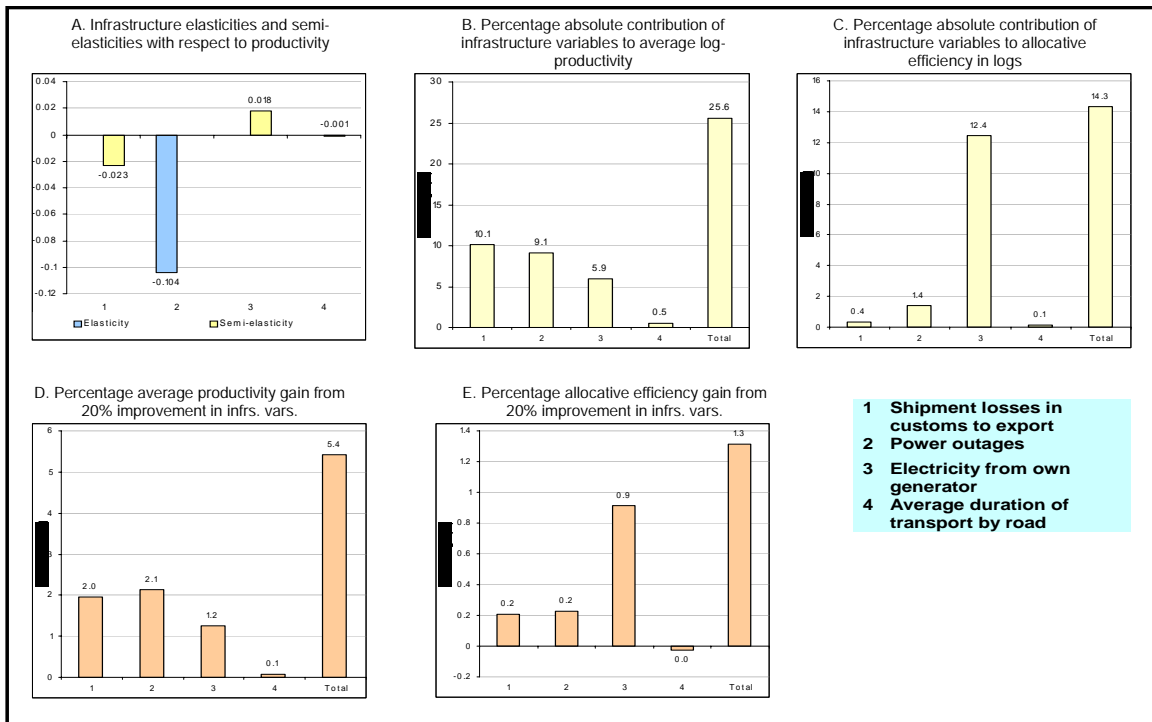 A. Infrastructure elasticities and semi-
elasticities with respect to productivity
0.04
0.02
0
-0.02
-0.04
-0.06
-0.08
-0.1
-0.12
-0.023
-0.104
0.018
-0.001
1 2 3 4
Elasticity Semi-elasticity
B. Percentage absolute contribution of
infrastructure variables to average log-
productivity
30
25
20
15
10
5
0
10.1
9.1
5.9
0.5
25.6
1 2 3 4 Total
C. Percentage absolute contribution of
infrastructure variables to allocative
efficiency in logs
16
14
12
10
8
6
4
2
0
0.4
1.4
12.4
0.1
14.3
1 2 3 4 Total
D. Percentage average productivity gain from
20% improvement in infrs. vars.
6
5
4
3
2
1
0
2.0
2.1
1.2
0.1
5.4
1 2 3 4 Total
E. Percentage allocative efficiency gain from
20% improvement in infrs. vars.
1.4
1.2
1
0.8
0.6
0.4
0.2
0
-0.2
0.2
0.2
0.9
0.0
1.3
1 2 3 4 Total
1 Shipment losses in
customs to export
2 Power outages
3 Electricity from own
generator
4 Average duration of
transport by road